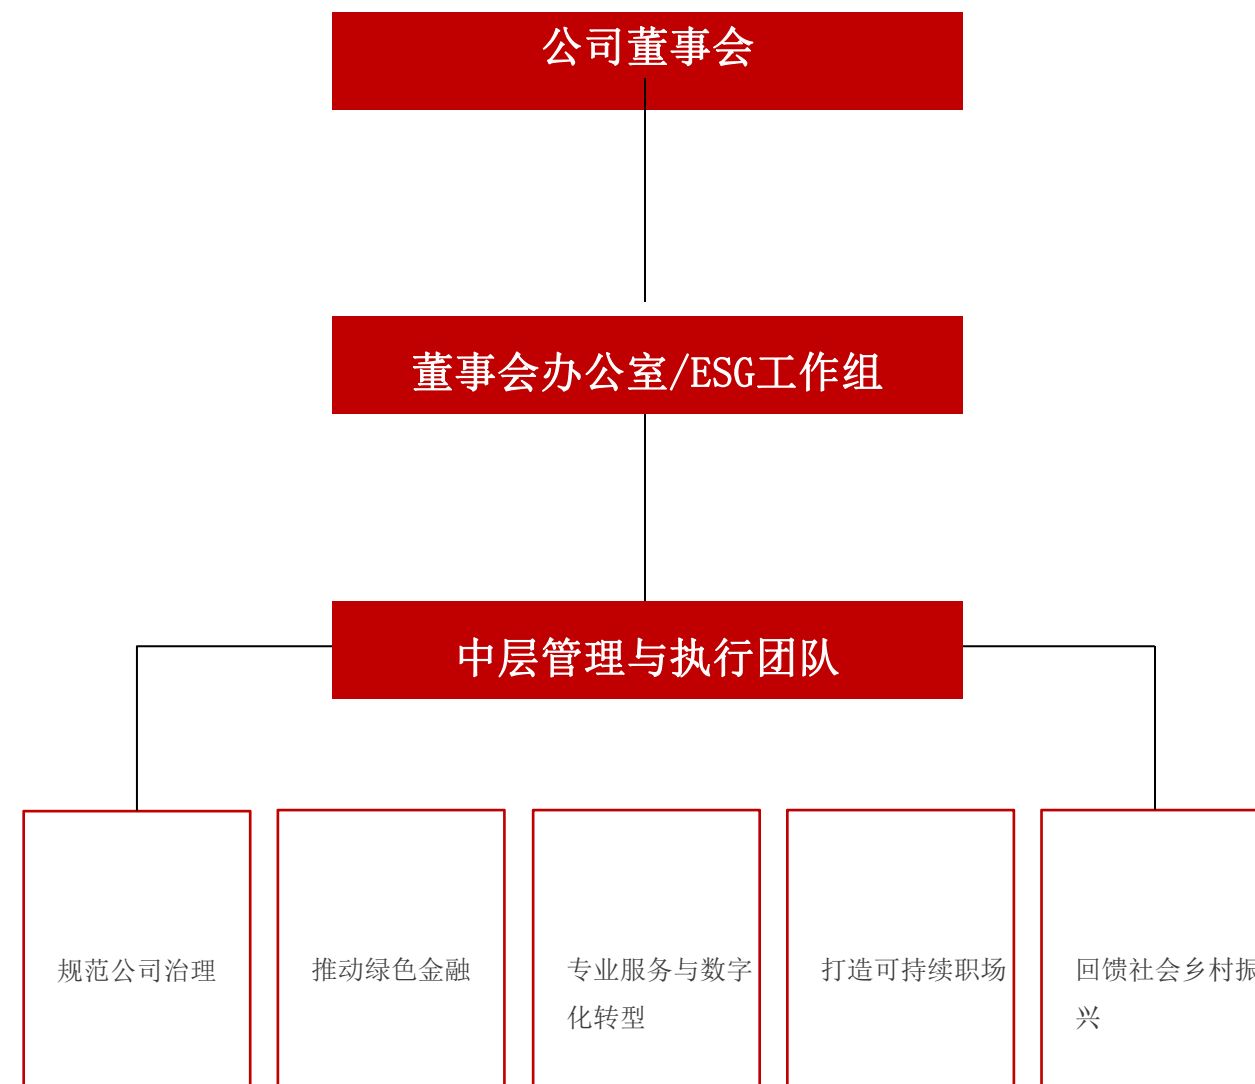 公司董事会
董事会办公室/ESG工作组
中层管理与执行团队
规范公司治理
推动绿色金融
专业服务与数字
化转型
打造可持续职场
回馈社会乡村振
兴